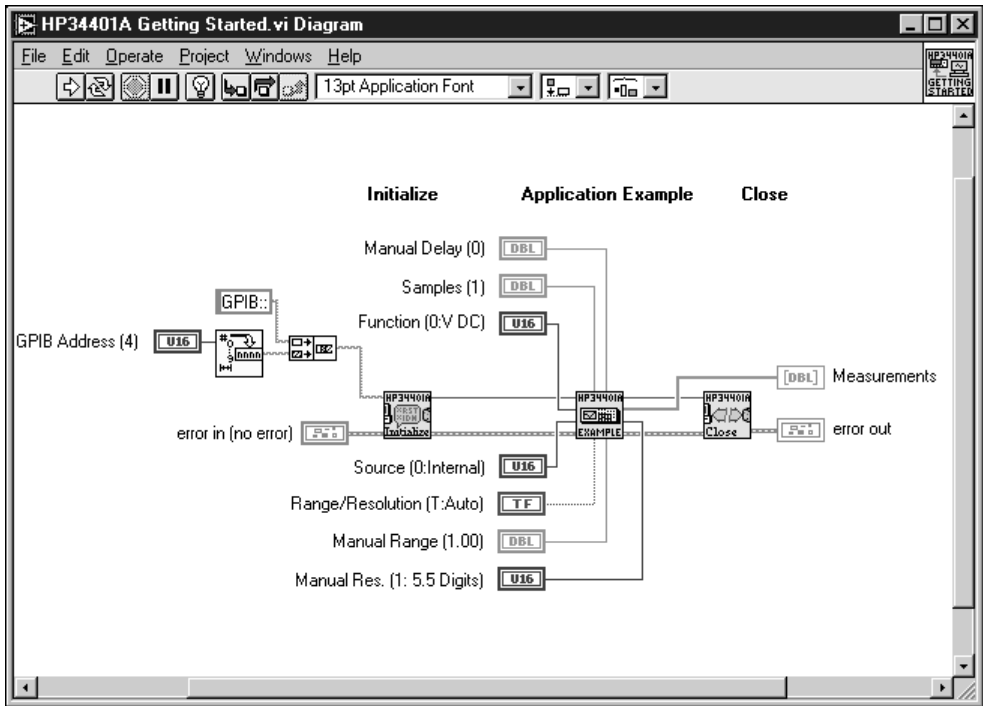 HP34401A Getting Started.vi Diagram
File Edit Operate Project Windows Help
HP34401A
GETTING
STARTED
13pt Application Font
Initialize Application Example Close
Manual Delay (0) DBL
Samples (1) DBL
GPIB::
Function (0:V DC) U16
GPIB Address (4) U16
[DBL] Measurements
HP34401A
Initialize
HP34401A
EXAMPLE
HP34401A
Close
error in (no error)
error out
Source (0:Internal) U16
Range/Resolution (T:Auto) TF
Manual Range (1.00) DBL
Manual Res. (1: 5.5 Digits) U16